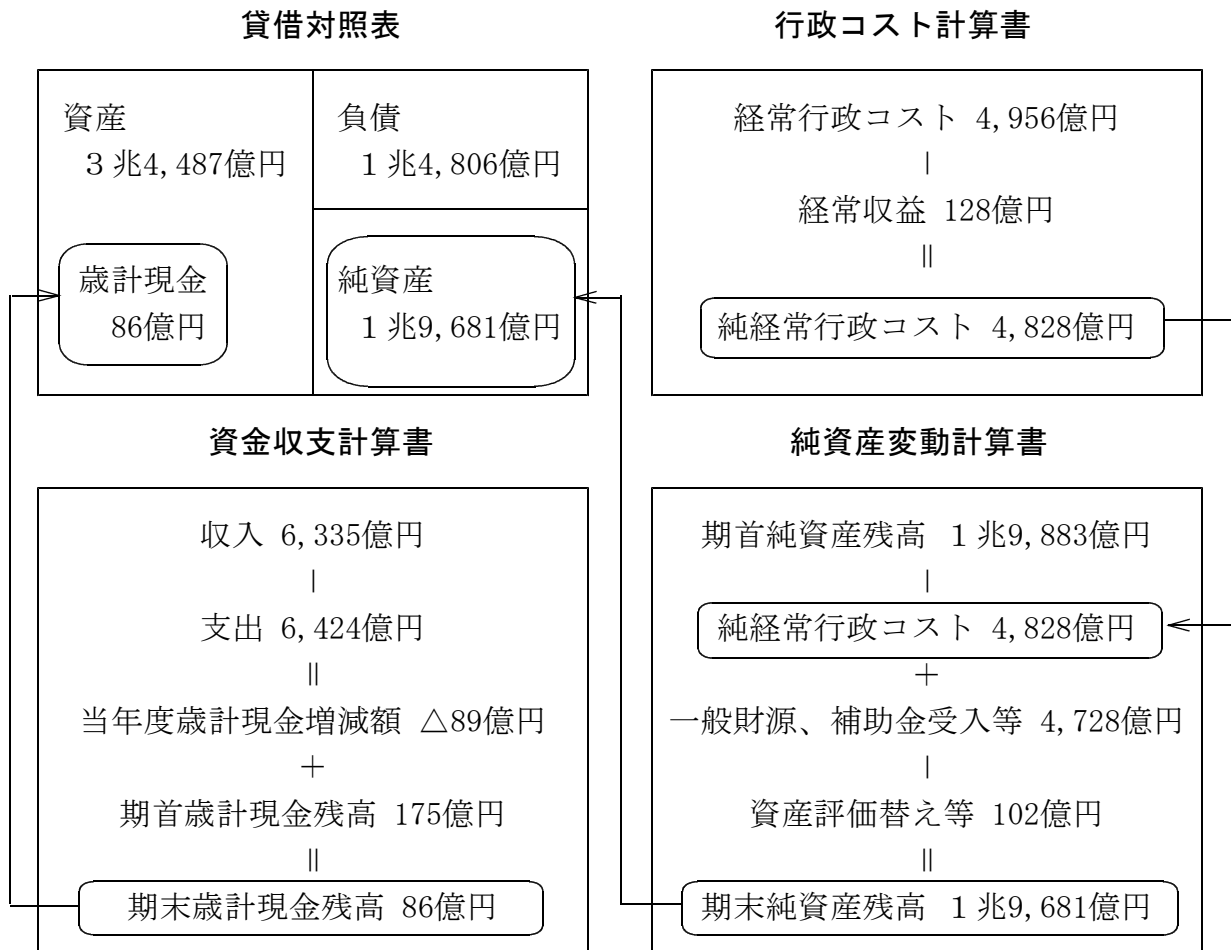 貸借対照表
資産
3兆4,487億円
負債
1兆4,806億円
歳計現金
86億円
純資産
1兆9,681億円
行政コスト計算書
経常行政コスト 4,956億円
－
経常収益 128億円
＝
純経常行政コスト 4,828億円
資金収支計算書
収入 6,335億円
－
支出 6,424億円
＝
当年度歳計現金増減額 △89億円
＋
期首歳計現金残高 175億円
＝
期末歳計現金残高 86億円
純資産変動計算書
期首純資産残高 1兆9,883億円
－
純経常行政コスト 4,828億円
＋
一般財源、補助金受入等 4,728億円
－
資産評価替え等 102億円
＝
期末純資産残高 1兆9,681億円